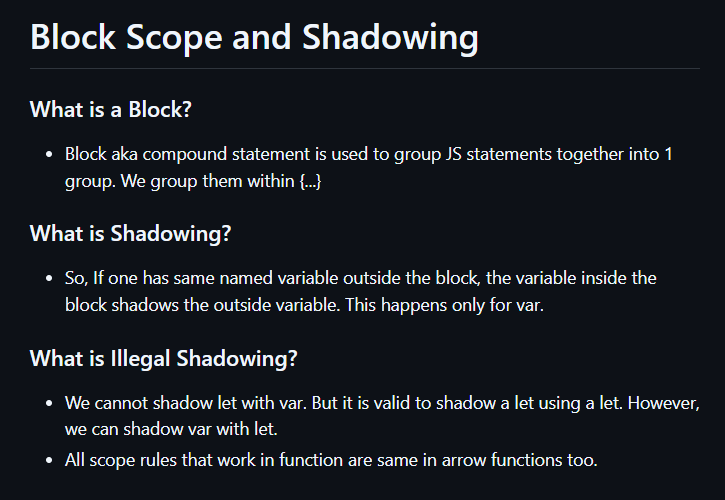 Block Scope and Shadowing
What is a Block?
• Block aka compound statement is used to group JS statements together into 1
group. We group them within {...}
What is Shadowing?
• So, If one has same named variable outside the block, the variable inside the
block shadows the outside variable. This happens only for var.
What is Illegal Shadowing?
• We cannot shadow let with var. But it is valid to shadow a let using a let. However,
we can shadow var with let.
• All scope rules that work in function are same in arrow functions too.